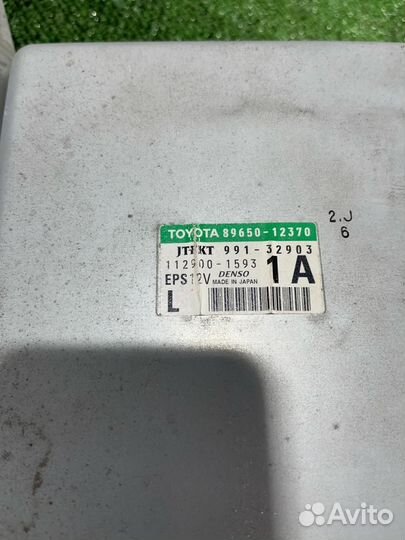 2.J
6
TOYOTA 89650-12370
JTEKT 991-32903
112900-1593
DENSO
EPS 12V MADE IN JAPAN
1A
L
Avito